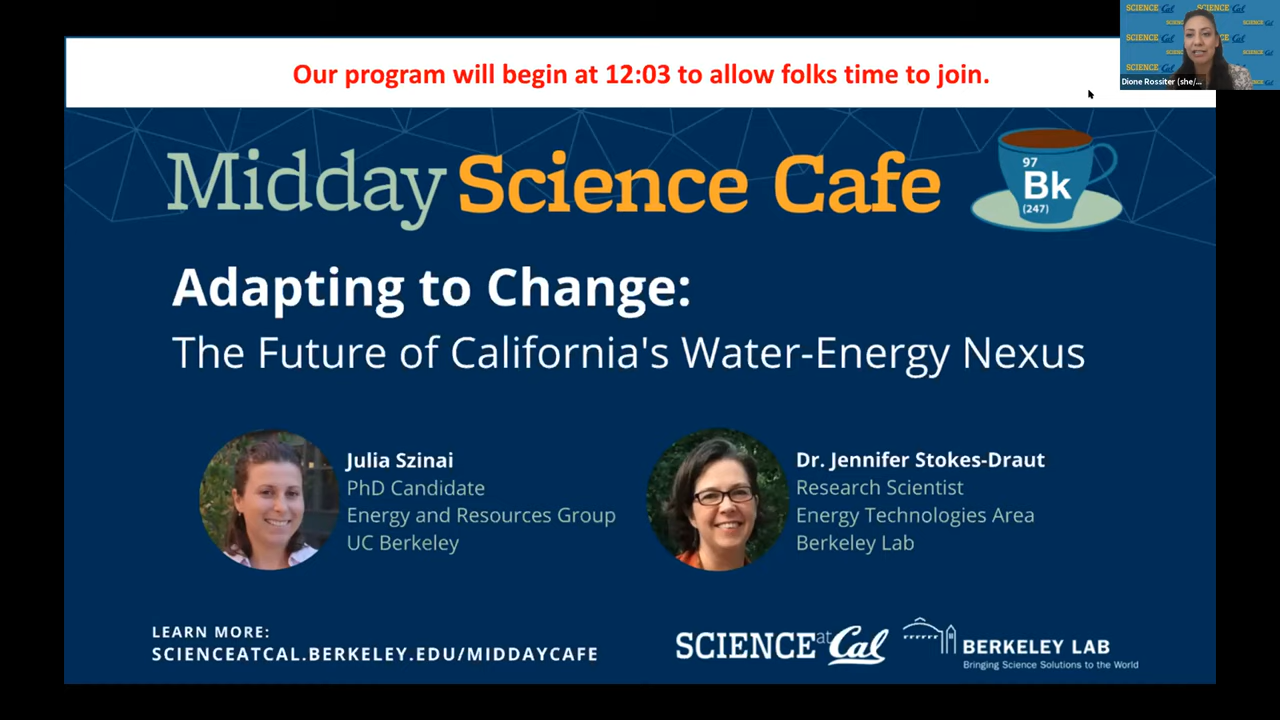 Our program will begin at 12:03 to allow folks time to join.
SCIENCE Cal
Dione Rossiter (she/...
Midday Science Cafe
97
Bk
(247)
Adapting to Change:
The Future of California's Water-Energy Nexus
Julia Szinai
PhD Candidate
Energy and Resources Group
UC Berkeley
Dr. Jennifer Stokes-Draut
Research Scientist
Energy Technologies Area
Berkeley Lab
LEARN MORE:
SCIENCEATCAL.BERKELEY.EDU/MIDDAYCAFE
SCIENCE at Cal
BERKELEY LAB
Bringing Science Solutions to the World